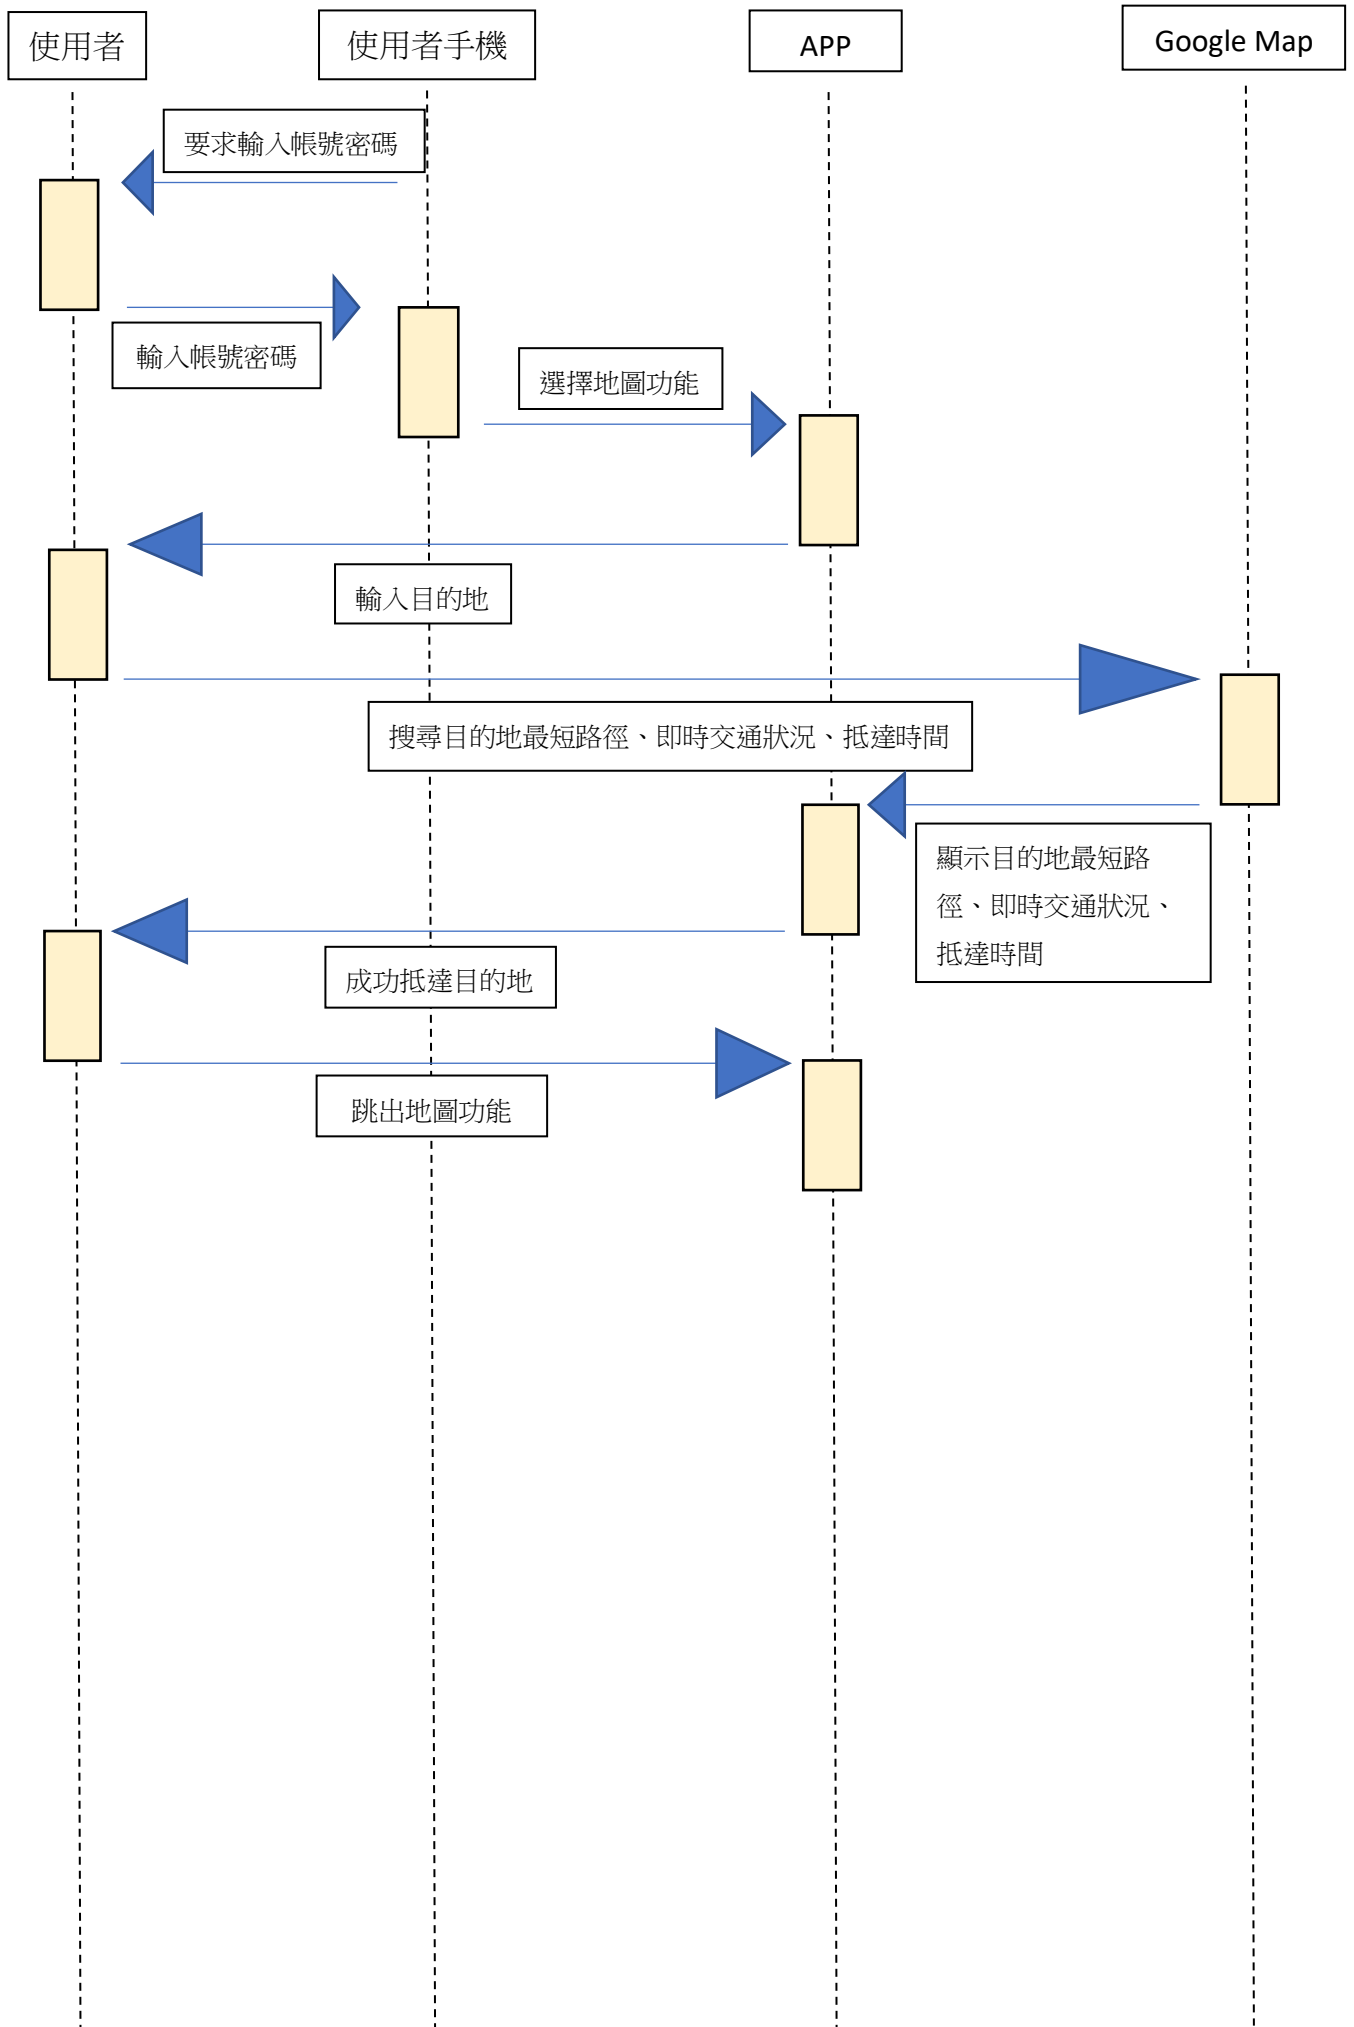 使用者
使用者手機
APP
Google Map
要求輸入帳號密碼
輸入帳號密碼
選擇地圖功能
輸入目的地
搜尋目的地最短路徑、即時交通狀況、抵達時間
顯示目的地最短路
徑、即時交通狀況、
抵達時間
成功抵達目的地
跳出地圖功能